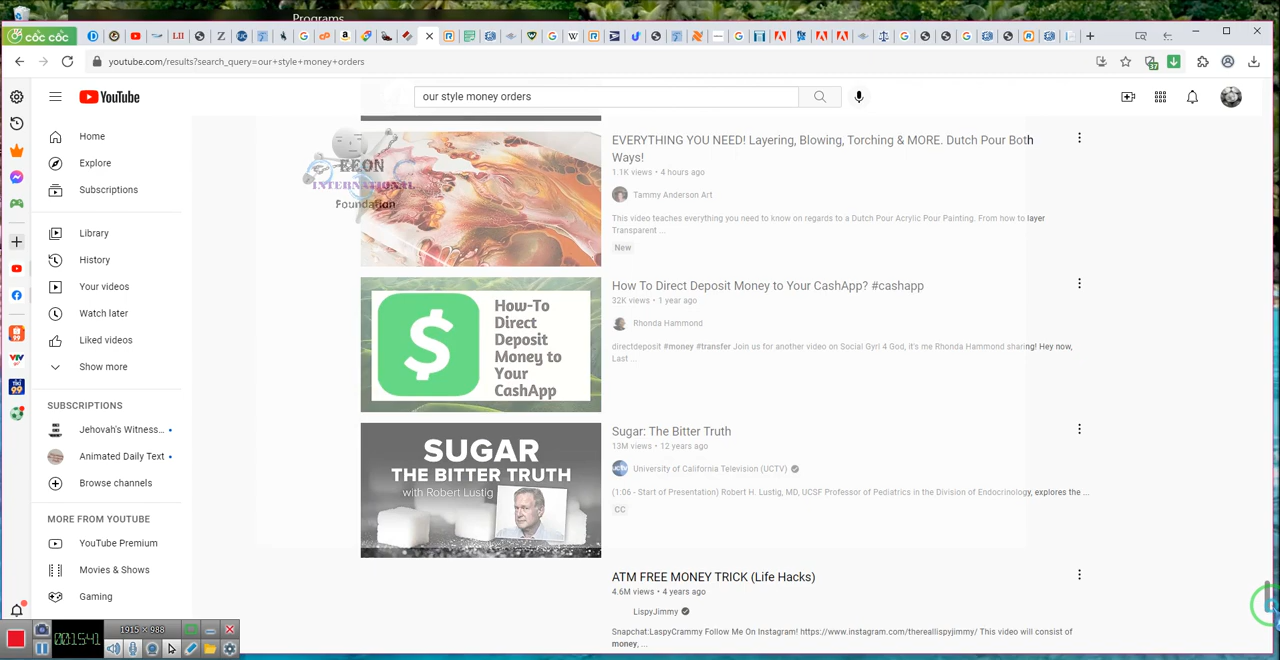 Programs
cốc cốc
youtube.com/results?search_query=our+style+money+orders
YouTube
our style money orders
Home
Explore
Subscriptions
Library
History
Your videos
Watch later
Liked videos
Show more
SUBSCRIPTIONS
Jehovah's Witness...
Animated Daily Text
Browse channels
MORE FROM YOUTUBE
YouTube Premium
Movies & Shows
Gaming
EEON
INTERNATIONAL
Foundation
EVERYTHING YOU NEED! Layering, Blowing, Torching & MORE. Dutch Pour Both
Ways!
1.1K views • 4 hours ago
Tammy Anderson Art
This video teaches everything you need to know on regards to a Dutch Pour Acrylic Pour Painting. From how to layer
Transparent ...
New
How-To
Direct
Deposit
Money to
Your
CashApp
How To Direct Deposit Money to Your CashApp? #cashapp
32K views • 1 year ago
Rhonda Hammond
directdeposit #money #transfer Join us for another video on Social Gyrl 4 God, it's me Rhonda Hammond sharing! Hey now,
Last ...
SUGAR
THE BITTER TRUTH
with Robert Lustig
Sugar: The Bitter Truth
13M views • 12 years ago
University of California Television (UCTV)
(1:06 - Start of Presentation) Robert H. Lustig, MD, UCSF Professor of Pediatrics in the Division of Endocrinology, explores the ...
CC
ATM FREE MONEY TRICK (Life Hacks)
4.6M views • 4 years ago
LispyJimmy
Snapchat:LaspyCrammy Follow Me On Instagram! https://www.instagram.com/thereallispyjimmy/ This video will consist of
money, ...
1915 × 988
00:15:41